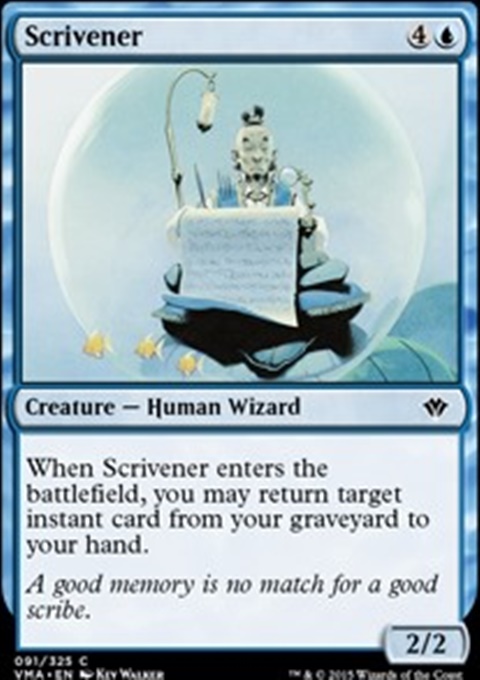 Scrivener 4
Creature — Human Wizard
When Scrivener enters the
battlefield, you may return target
instant card from your graveyard to
your hand.
A good memory is no match for a good
scribe.
2/2
091/325 C
VMA • EN Kev Walker
™ & © 2015 Wizards of the Coast